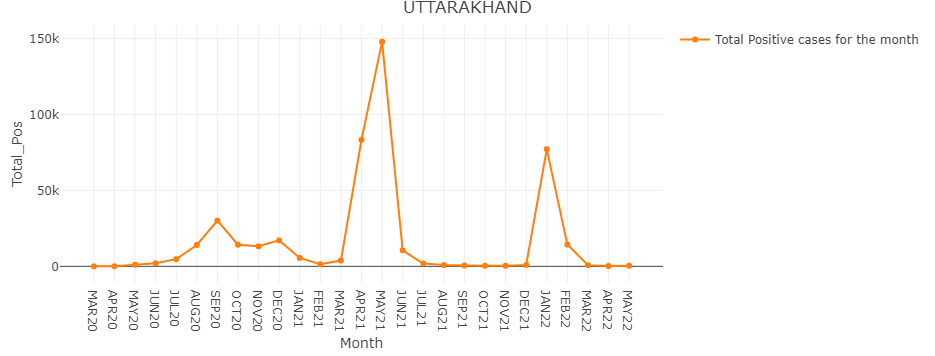 UTTARAKHAND
150k
100k
50k
0
Total_Pos
MAR20
APR20
MAY20
JUN20
JUL20
AUG20
SEP20
OCT20
NOV20
DEC20
JAN21
FEB21
MAR21
APR21
MAY21
JUN21
JUL21
AUG21
SEP21
OCT21
NOV21
DEC21
JAN22
FEB22
MAR22
APR22
MAY22
Month
Total Positive cases for the month